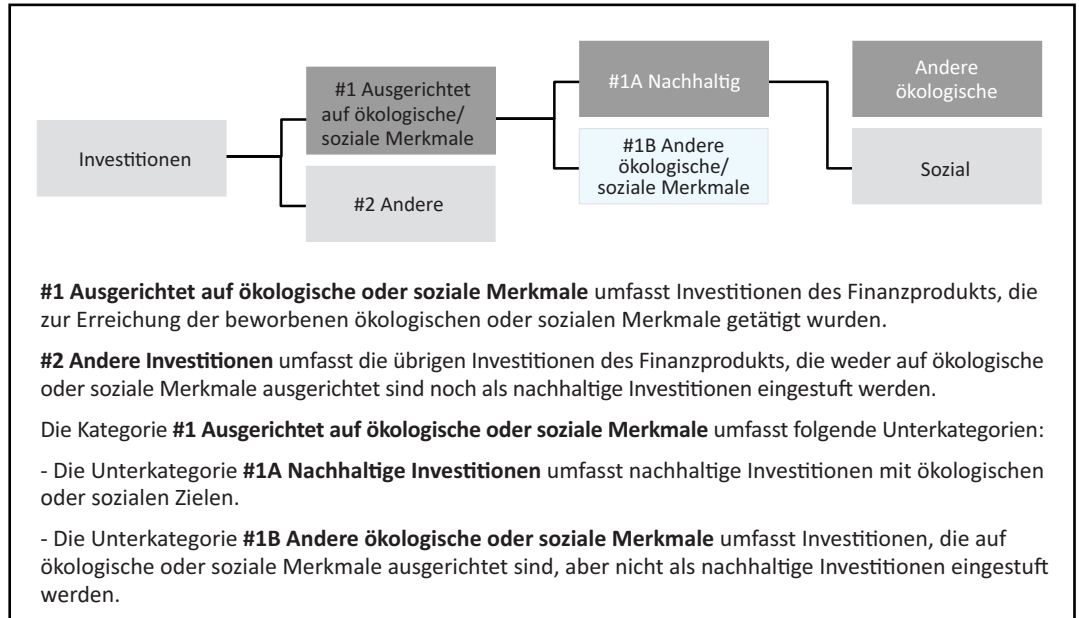 Investitionen
#1 Ausgerichtet
auf ökologische/
soziale Merkmale
#2 Andere
#1A Nachhaltig
#1B Andere
ökologische/
soziale Merkmale
Andere
ökologische
Sozial
#1 Ausgerichtet auf ökologische oder soziale Merkmale umfasst Investitionen des Finanzprodukts, die
zur Erreichung der beworbenen ökologischen oder sozialen Merkmale getätigt wurden.
#2 Andere Investitionen umfasst die übrigen Investitionen des Finanzprodukts, die weder auf ökologische
oder soziale Merkmale ausgerichtet sind noch als nachhaltige Investitionen eingestuft werden.
Die Kategorie #1 Ausgerichtet auf ökologische oder soziale Merkmale umfasst folgende Unterkategorien:
- Die Unterkategorie #1A Nachhaltige Investitionen umfasst nachhaltige Investitionen mit ökologischen
oder sozialen Zielen.
- Die Unterkategorie #1B Andere ökologische oder soziale Merkmale umfasst Investitionen, die auf
ökologische oder soziale Merkmale ausgerichtet sind, aber nicht als nachhaltige Investitionen eingestuft
werden.